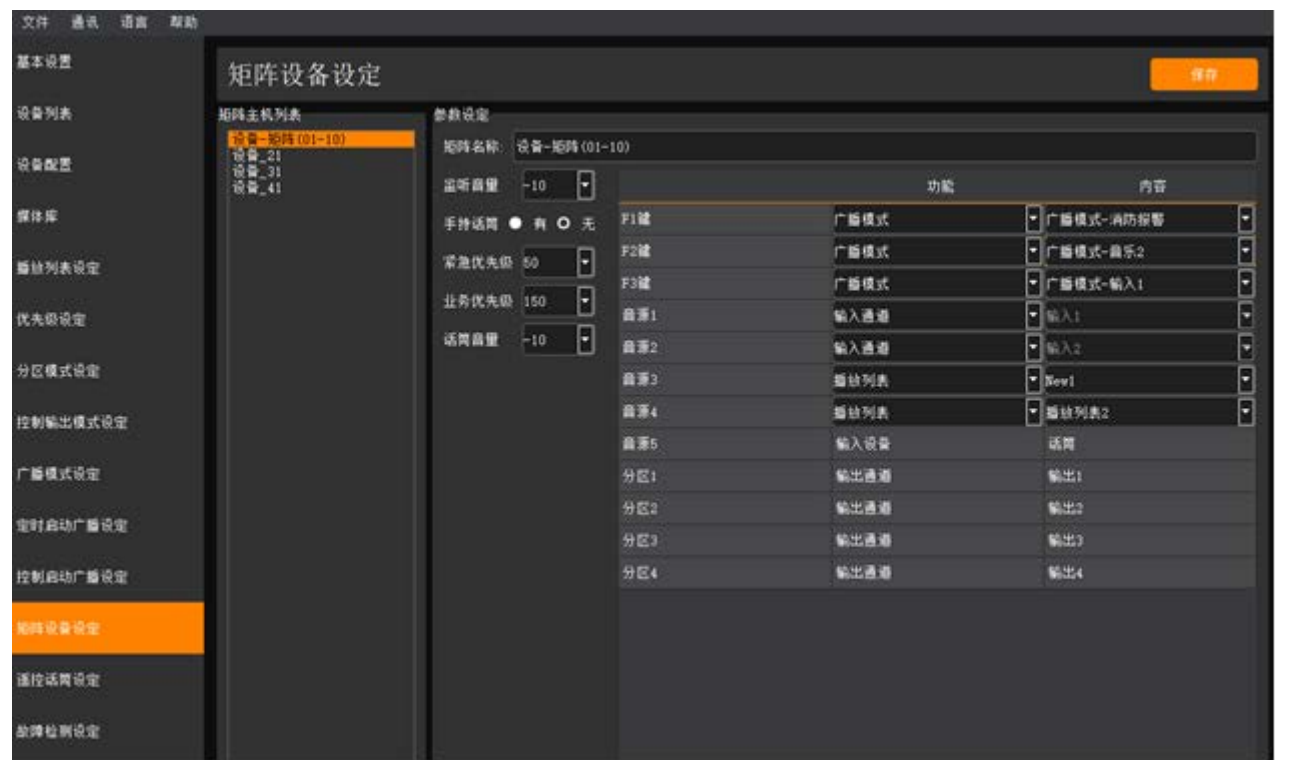 文件 通讯 语言 帮助
基本设置
设备列表
设备配置
媒体库
播放列表设定
优先级设定
分区模式设定
控制输出模式设定
广播模式设定
定时启动广播设定
控制启动广播设定
矩阵设备设定
遥控话筒设定
故障检测设定
矩阵设备设定
保存
矩阵主机列表
设备-矩阵(01-10)
设备_21
设备_31
设备_41
参数设定
矩阵名称: 设备-矩阵(01-10)
监听音量 -10
手持话筒 有 无
紧急优先级 50
业务优先级 150
话筒音量 -10
功能 内容
F1键 广播模式 广播模式-消防报警
F2键 广播模式 广播模式-音乐2
F3键 广播模式 广播模式-输入1
音源1 输入通道 输入1
音源2 输入通道 输入2
音源3 播放列表 New1
音源4 播放列表 播放列表2
音源5 输入设备 话筒
分区1 输出通道 输出1
分区2 输出通道 输出2
分区3 输出通道 输出3
分区4 输出通道 输出4